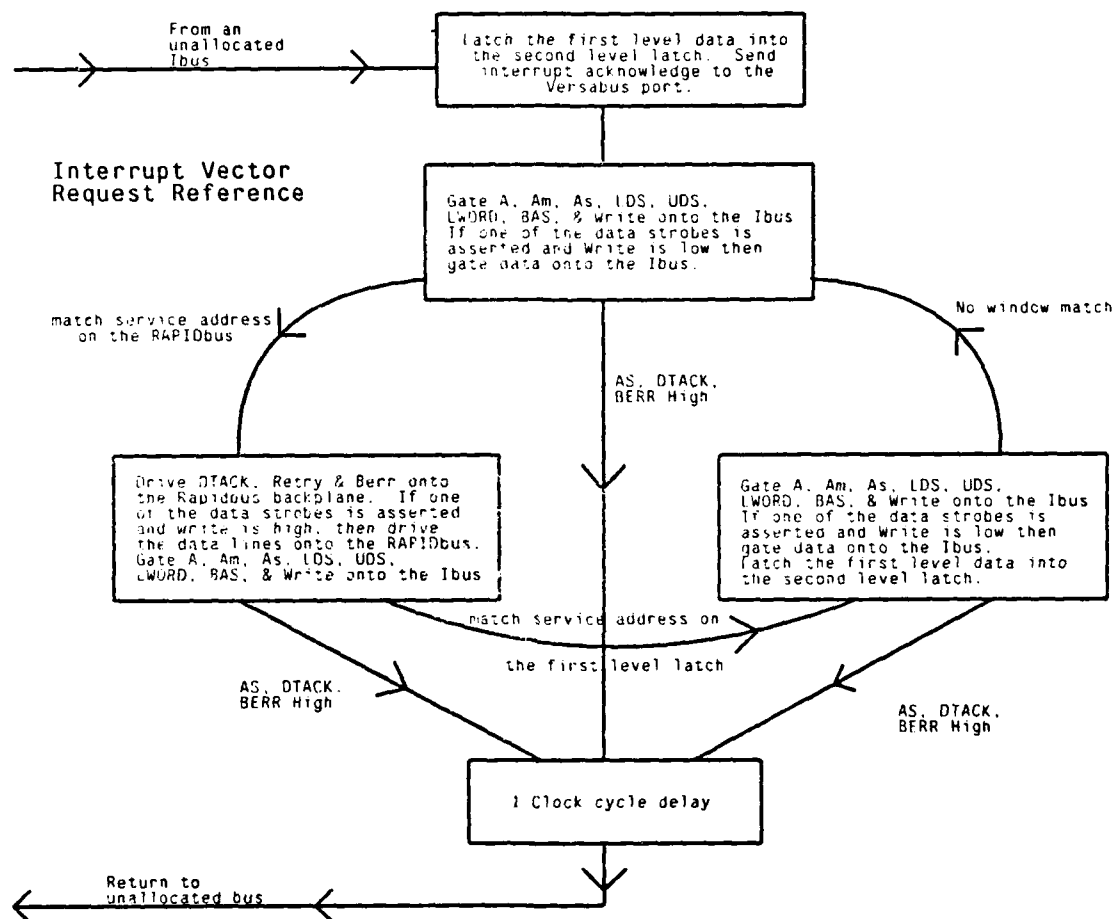 From an
unallocated
Ibus
Latch the first level data into
the second level latch. Send
interrupt acknowledge to the
Versabus port.
Interrupt Vector
Request Reference
Gate A, Am, As, LDS, UDS,
LWORD, BAS, & Write onto the Ibus
If one of the data strobes is
asserted and Write is low then
gate data onto the Ibus.
match service address
on the RAPIDbus
No window match
AS, DTACK,
BERR High
Drive DTACK, Retry & Berr onto
the Rapidbus backplane. If one
of the data strobes is asserted
and write is high, then drive
the data lines onto the RAPIDbus.
Gate A, Am, As, LDS, UDS,
LWORD, BAS, & Write onto the Ibus
Gate A, Am, As, LDS, UDS,
LWORD, BAS, & Write onto the Ibus
If one of the data strobes is
asserted and Write is low then
gate data onto the Ibus.
Latch the first level data into
the second level latch.
match service address on
the first level latch
AS, DTACK.
BERR High
AS, DTACK,
BERR High
1 Clock cycle delay
Return to
unallocated bus